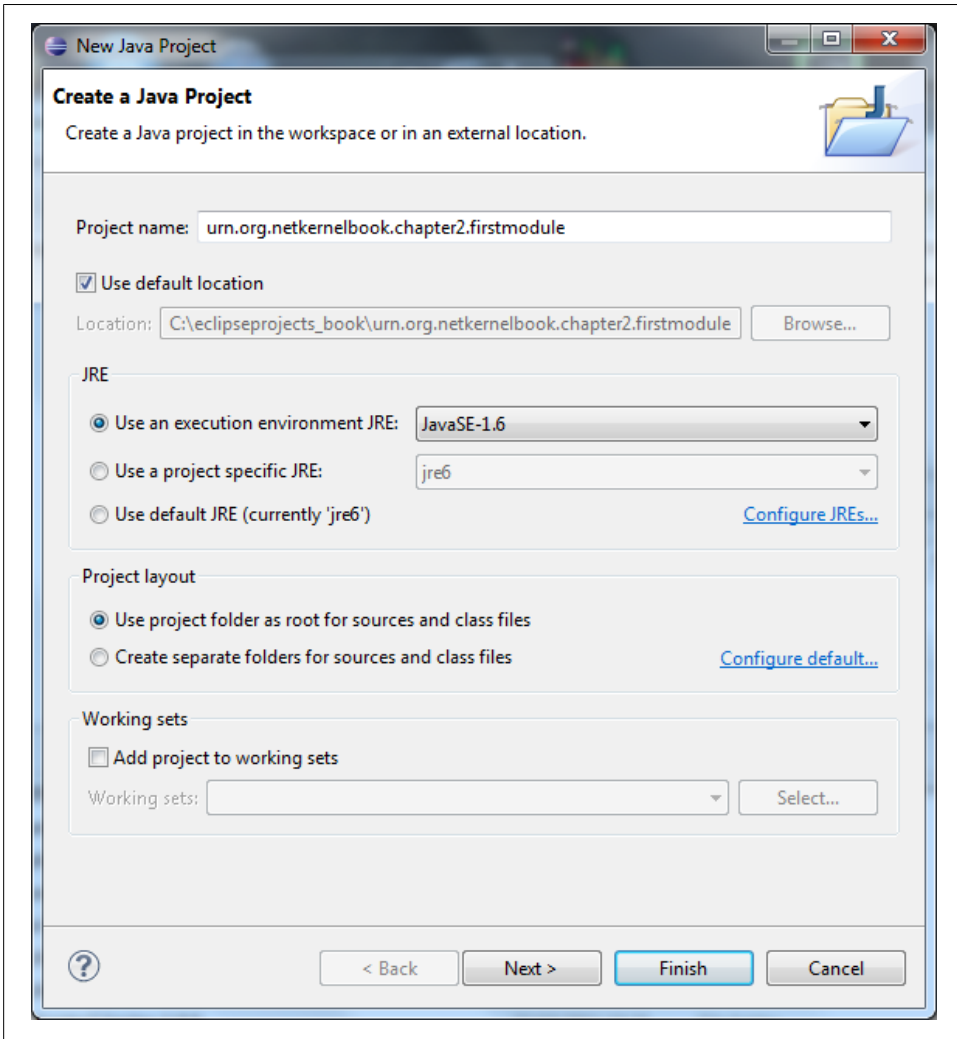 New Java Project
Create a Java Project
Create a Java project in the workspace or in an external location.
Project name: urn.org.netkernelbook.chapter2.firstmodule
Use default location
Location: C:\eclipseprojects_book\urn.org.netkernelbook.chapter2.firstmodule Browse...
JRE
Use an execution environment JRE: JavaSE-1.6
Use a project specific JRE: jre6
Use default JRE (currently 'jre6') Configure JREs...
Project layout
Use project folder as root for sources and class files
Create separate folders for sources and class files Configure default...
Working sets
Add project to working sets
Working sets: Select...
? < Back Next > Finish Cancel